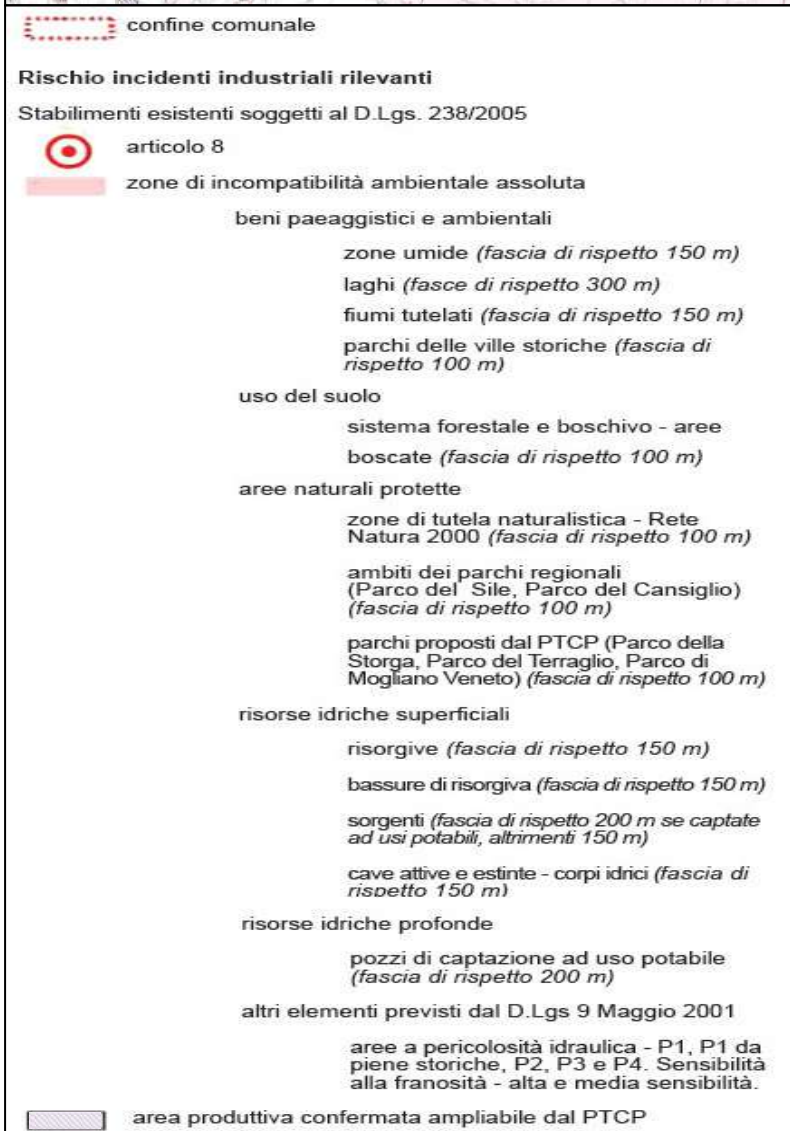 confine comunale
Rischio incidenti industriali rilevanti
Stabilimenti esistenti soggetti al D.Lgs. 238/2005
articolo 8
zone di incompatibilità ambientale assoluta
beni paeaggistici e ambientali
zone umide (fascia di rispetto 150 m)
laghi (fasce di rispetto 300 m)
fiumi tutelati (fascia di rispetto 150 m)
parchi delle ville storiche (fascia di
rispetto 100 m)
uso del suolo
sistema forestale e boschivo - aree
boscate (fascia di rispetto 100 m)
aree naturali protette
zone di tutela naturalistica - Rete
Natura 2000 (fascia di rispetto 100 m)
ambiti dei parchi regionali
(Parco del Sile, Parco del Cansiglio)
(fascia di rispetto 100 m)
parchi proposti dal PTCP (Parco della
Storga, Parco del Terraglio, Parco di
Mogliano Veneto) (fascia di rispetto 100 m)
risorse idriche superficiali
risorgive (fascia di rispetto 150 m)
bassure di risorgiva (fascia di rispetto 150 m)
sorgenti (fascia di rispetto 200 m se captate
ad usi potabili, altrimenti 150 m)
cave attive e estinte - corpi idrici (fascia di
rispetto 150 m)
risorse idriche profonde
pozzi di captazione ad uso potabile
(fascia di rispetto 200 m)
altri elementi previsti dal D.Lgs 9 Maggio 2001
aree a pericolosità idraulica - P1, P1 da
piene storiche, P2, P3 e P4. Sensibilità
alla franosità - alta e media sensibilità.
area produttiva confermata ampliabile dal PTCP